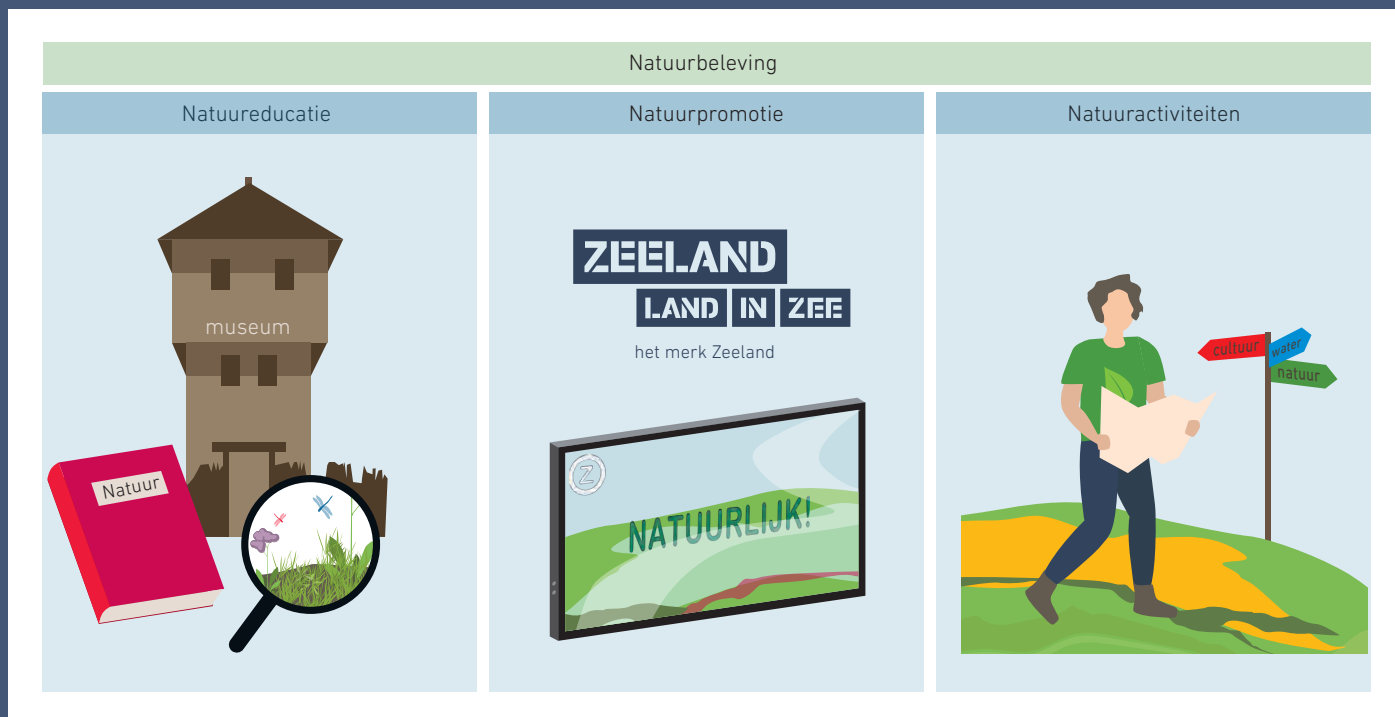 Natuurbeleving
Natuureducatie
Natuurpromotie
Natuuractiviteiten
museum
Natuur
ZEELAND
LAND IN ZEE
het merk Zeeland
Z
NATUURLIJK!
cultuur
water
natuur